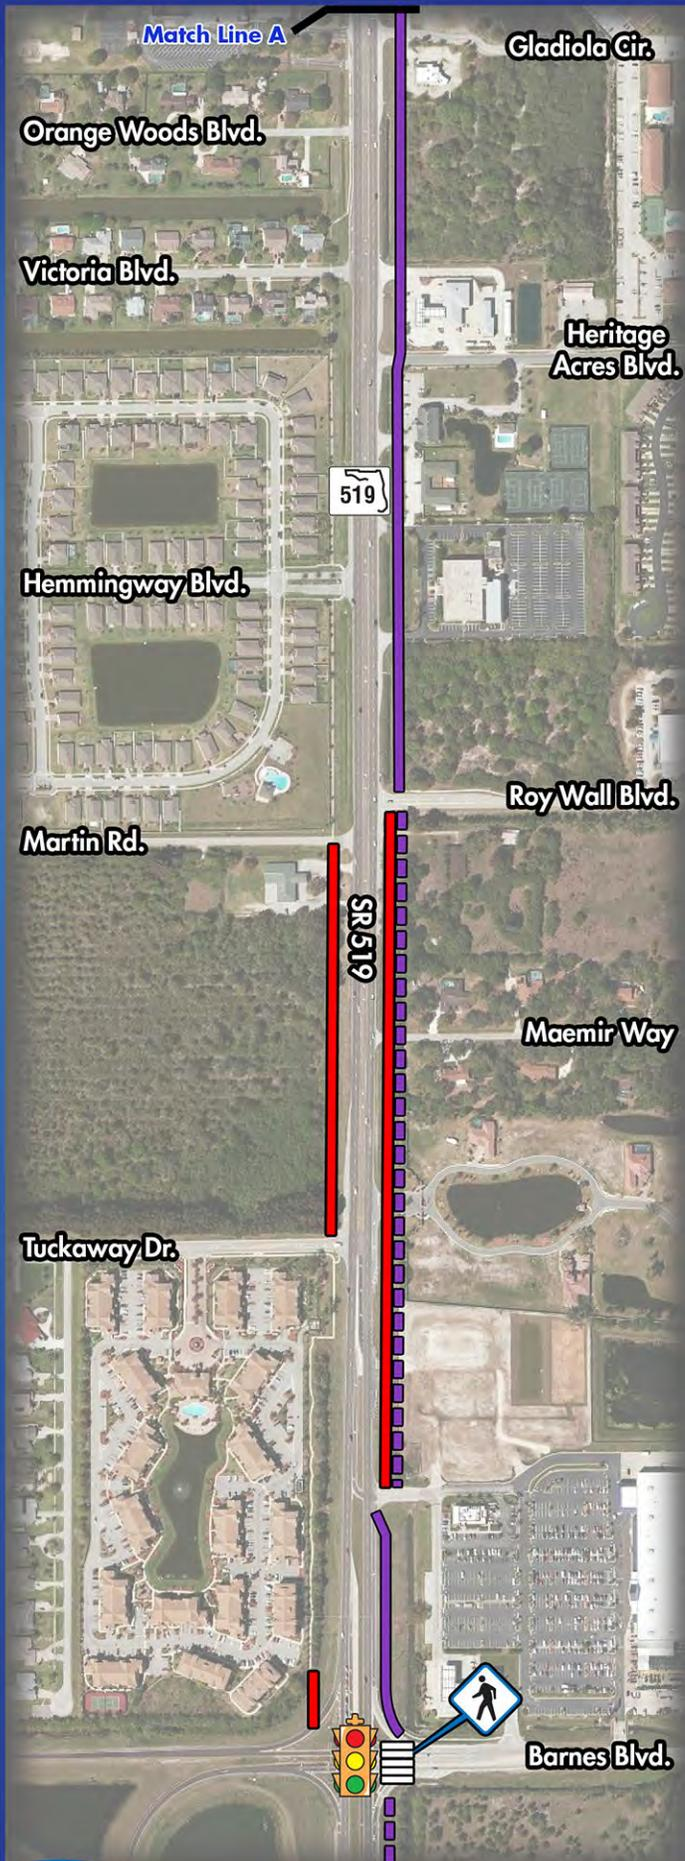 Match Line A
Gladiola Cir.
Orange Woods Blvd.
Victoria Blvd.
Heritage
Acres Blvd.
519
Hemmingway Blvd.
Roy Wall Blvd.
Martin Rd.
SR 519
Maemir Way
Tuckaway Dr.
Barnes Blvd.